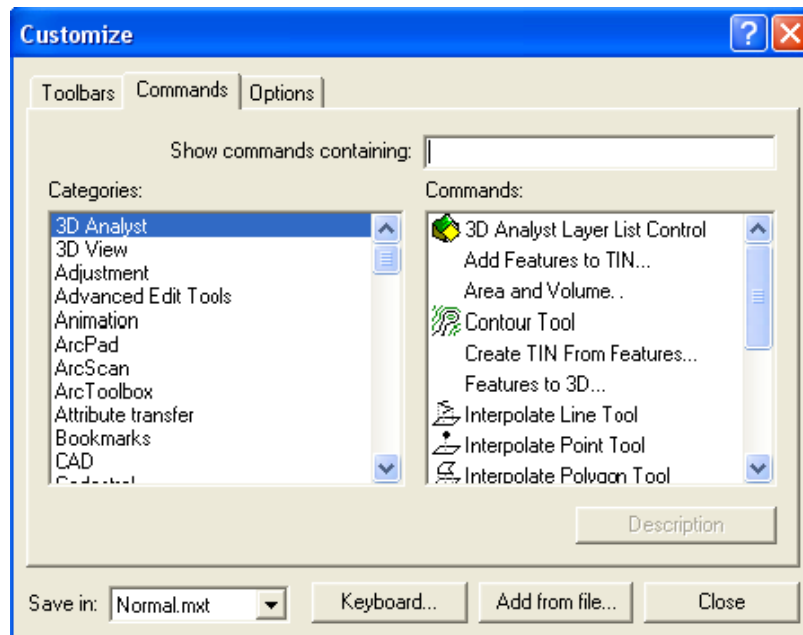 Customize
Toolbars Commands Options
Show commands containing:
Categories:
3D Analyst
3D View
Adjustment
Advanced Edit Tools
Animation
ArcPad
ArcScan
ArcToolbox
Attribute transfer
Bookmarks
CAD
Cadastral
Commands:
3D Analyst Layer List Control
Add Features to TIN...
Area and Volume. .
Contour Tool
Create TIN From Features...
Features to 3D...
Interpolate Line Tool
Interpolate Point Tool
Interpolate Polygon Tool
Description
Save in: Normal.mxt Keyboard... Add from file... Close